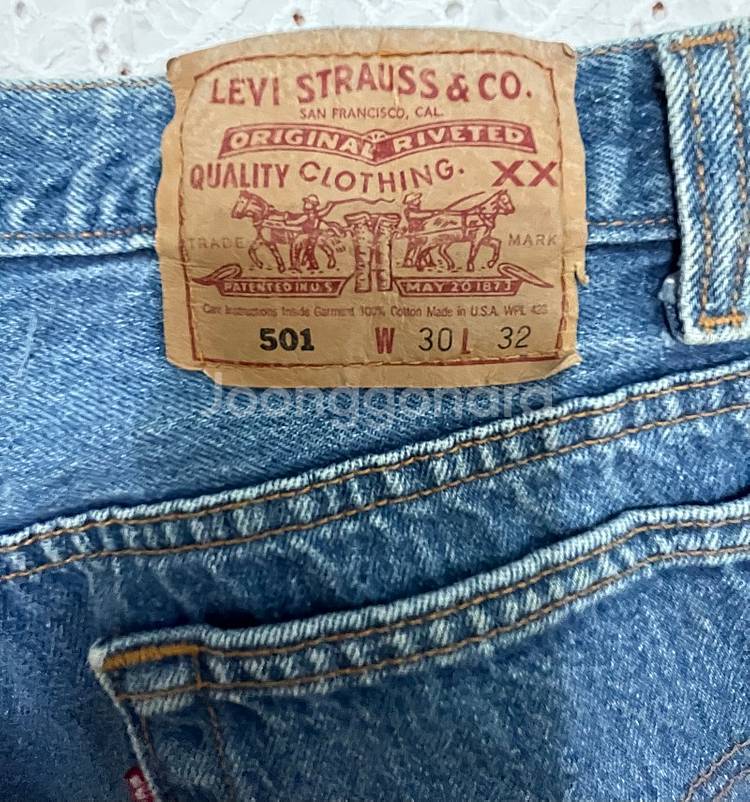 LEVI STRAUSS & CO.
SAN FRANCISCO, CAL.
ORIGINAL RIVETED
QUALITY CLOTHING. XX
TRADE MARK
PATENTED IN U.S. MAY 20 1873
Care Instructions Inside Garment 100% Cotton Made in U.S.A. WPL 423
501 W 30 L 32
Joonggonara